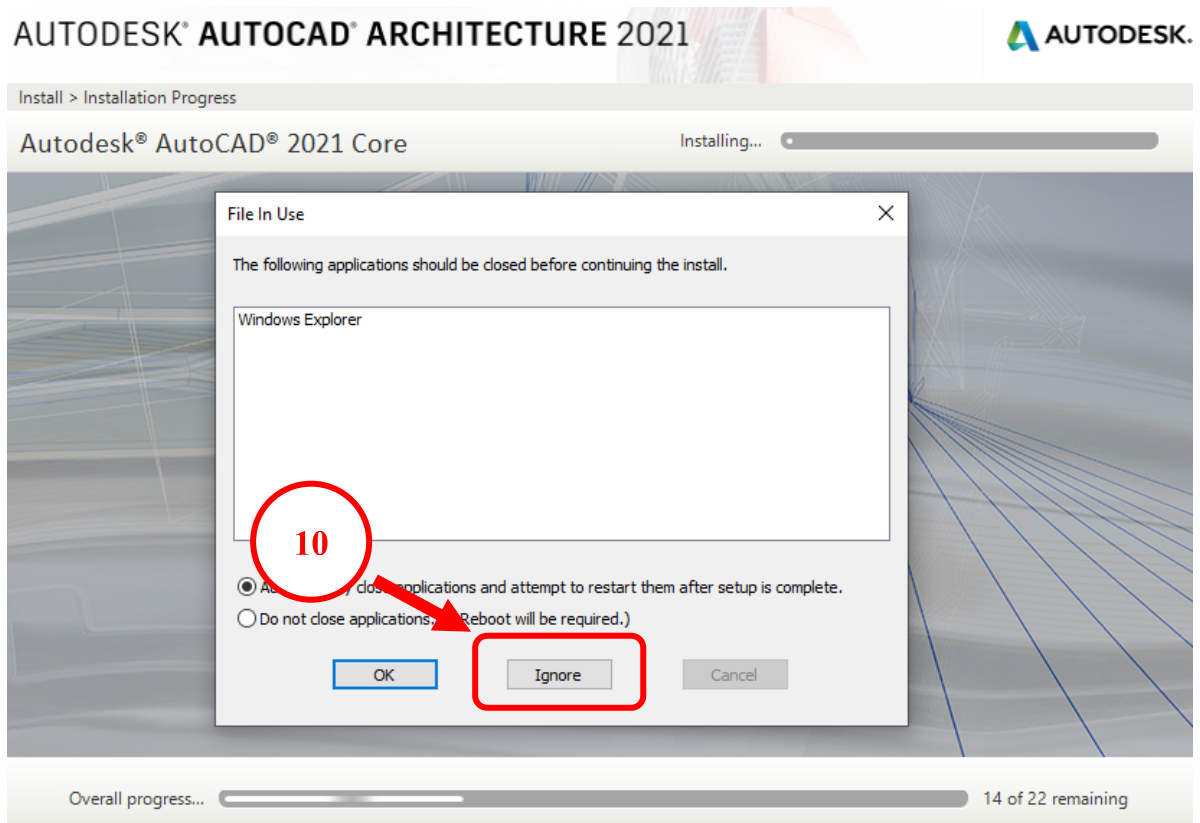 AUTODESK® AUTOCAD® ARCHITECTURE 2021
AUTODESK.
Install > Installation Progress
Autodesk® AutoCAD® 2021 Core
Installing...
File In Use
The following applications should be closed before continuing the install.
Windows Explorer
10
close applications and attempt to restart them after setup is complete.
Do not close applications. Reboot will be required.)
OK
Ignore
Cancel
Overall progress...
14 of 22 remaining